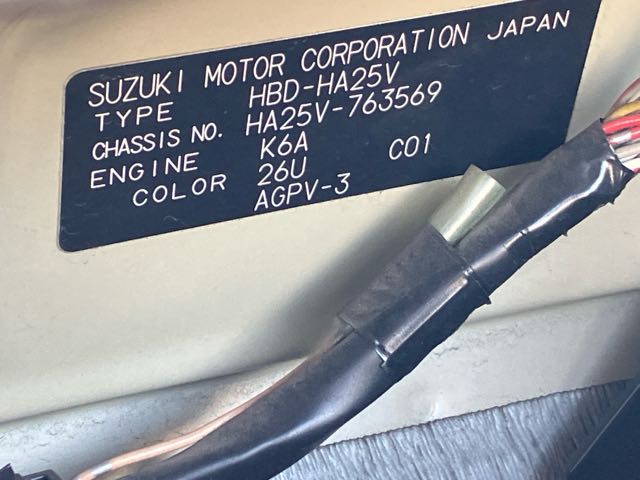 SUZUKI MOTOR CORPORATION JAPAN
TYPE HBD-HA25V
CHASSIS NO. HA25V-763569
ENGINE K6A
COLOR 26U C01
AGPV-3